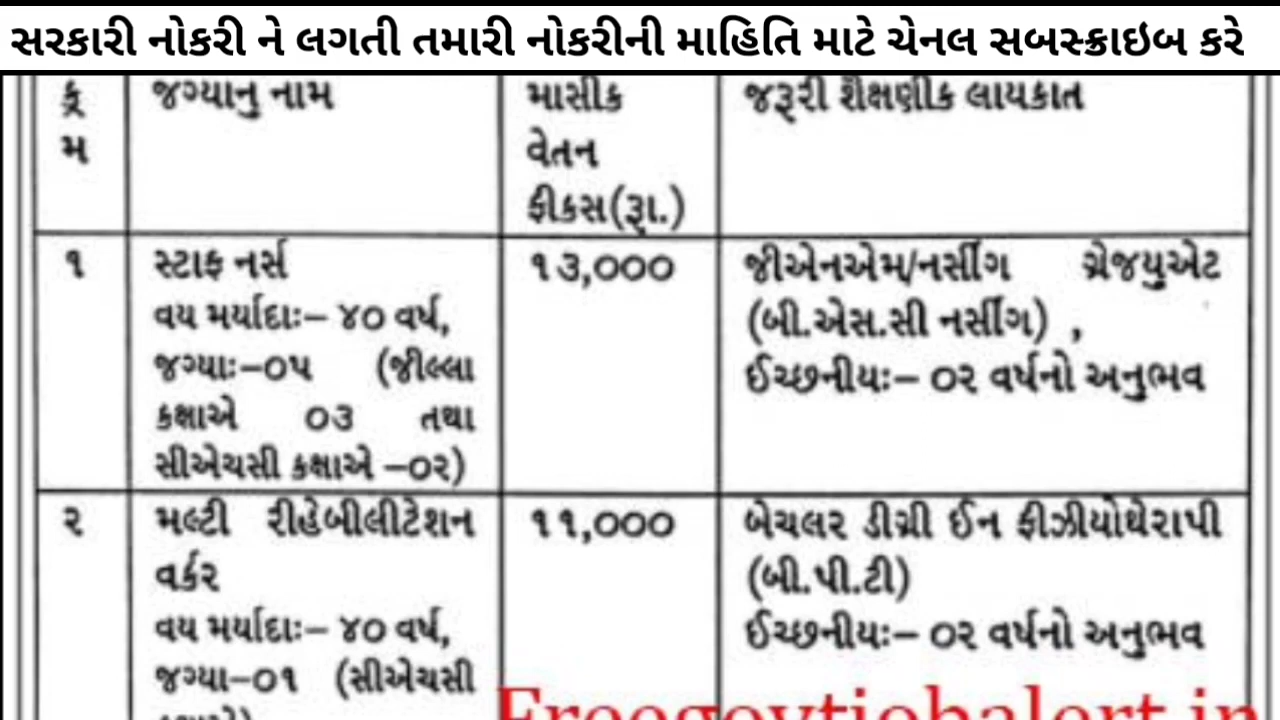 સરકારી નોકરી ને લગતી તમારી નોકરીની માહિતિ માટે ચેનલ સબસ્ક્રાઇબ કરે
ક્ર
મ
જગ્યાનુ નામ
માસીક
વેતન
ફીકસ(રૂા.)
જરૂરી શૈક્ષણીક લાયકાત
૧
સ્ટાફ નર્સ
વય મર્યાદાઃ– ૪૦ વર્ષ,
જગ્યાઃ–૦૫ (જીલ્લા
કક્ષાએ ૦૩ તથા
સીએચસી કક્ષાએ –૦૨)
૧૩,૦૦૦
જીએનએમ/નર્સીંગ ગ્રેજયુએટ
(બી.એસ.સી નર્સીંગ) ,
ઈચ્છનીયઃ– ૦૨ વર્ષનો અનુભવ
૨
મલ્ટી રીહેબીલીટેશન
વર્કર
વય મર્યાદાઃ– ૪૦ વર્ષ,
જગ્યા–૦૧ (સીએચસી
૧૧,૦૦૦
બેચલર ડીગ્રી ઈન ફીઝીયોથેરાપી
(બી.પી.ટી)
ઈચ્છનીયઃ– ૦૨ વર્ષનો અનુભવ
Freegovtjobalert.in